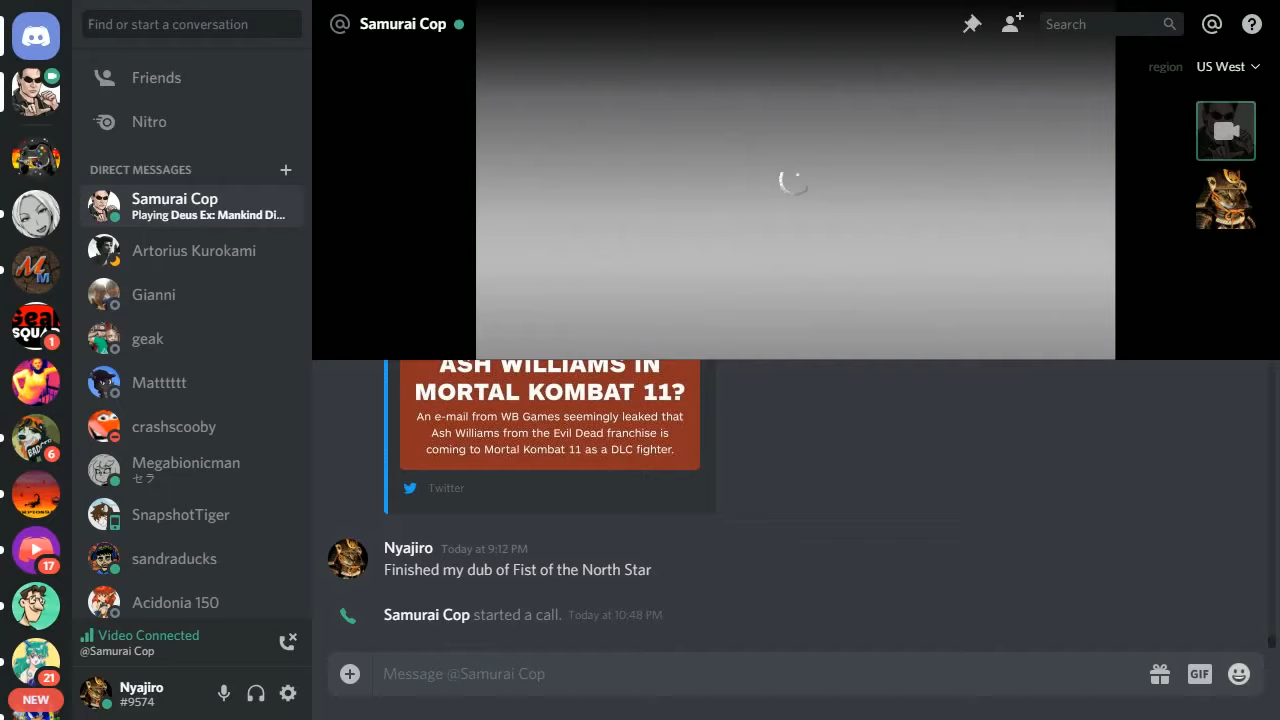 Find or start a conversation
Friends
Nitro
DIRECT MESSAGES
Samurai Cop
Playing Deus Ex: Mankind Di...
Artorius Kurokami
Gianni
geak
Matttttt
crashscooby
Megabionicman
セラ
SnapshotTiger
sandraducks
Acidonia 150
Video Connected
@Samurai Cop
Nyajiro
#9574
SQUAD
1
6
17
21
NEW
Samurai Cop
Search
region US West
ASH WILLIAMS IN
MORTAL KOMBAT 11?
An e-mail from WB Games seemingly leaked that
Ash Williams from the Evil Dead franchise is
coming to Mortal Kombat 11 as a DLC fighter.
Twitter
Nyajiro Today at 9:12 PM
Finished my dub of Fist of the North Star
Samurai Cop started a call. Today at 10:48 PM
Message @Samurai Cop
GIF